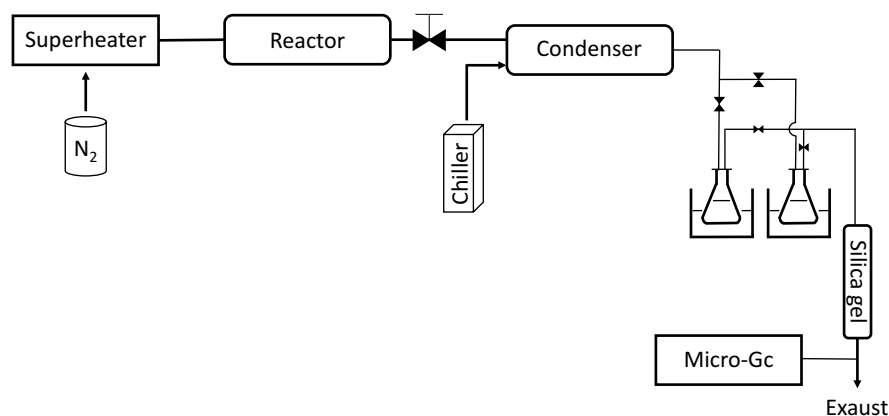 Superheater
Reactor
Condenser
N2
Chiller
Silica gel
Micro-Gc
Exaust